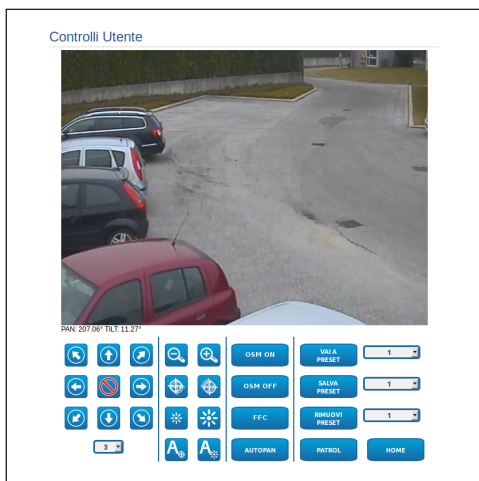 Controlli Utente
PAN: 207.06° TILT: 11.27°
OSM ON
VAI A PRESET
1
OSM OFF
SALVA PRESET
1
FFC
RIMUOVI PRESET
1
3
A
A
AUTOPAN
PATROL
HOME